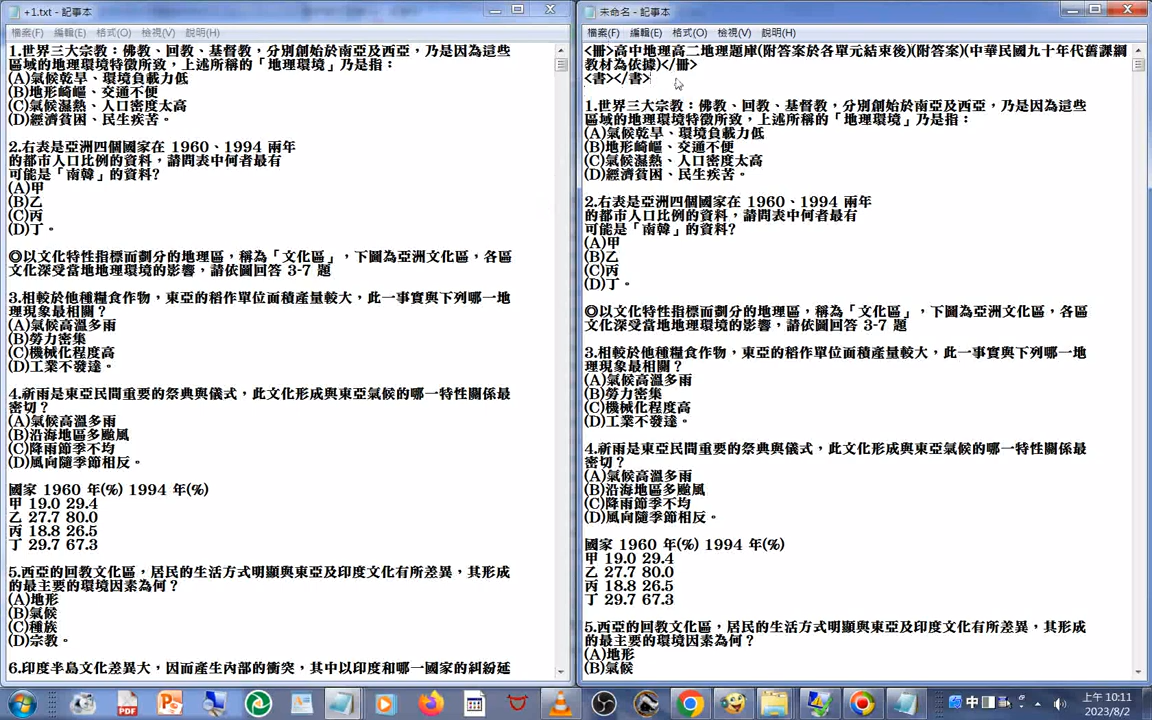 +1.txt - 記事本
檔案(F) 編輯(E) 格式(O) 檢視(V) 說明(H)
1.世界三大宗教：佛教、回教、基督教，分別創始於南亞及西亞，乃是因為這些
區域的地理環境特徵所致，上述所稱的「地理環境」乃是指：
(A)氣候乾旱、環境負載力低
(B)地形崎嶇、交通不便
(C)氣候濕熱、人口密度太高
(D)經濟貧困、民生疾苦。
2.右表是亞洲四個國家在 1960、1994 兩年
的都市人口比例的資料，請問表中何者最有
可能是「南韓」的資料?
(A)甲
(B)乙
(C)丙
(D)丁。
◎以文化特性指標而劃分的地理區，稱為「文化區」，下圖為亞洲文化區，各區
文化深受當地地理環境的影響，請依圖回答 3-7 題
3.相較於他種糧食作物，東亞的稻作單位面積產量較大，此一事實與下列哪一地
理現象最相關？
(A)氣候高溫多雨
(B)勞力密集
(C)機械化程度高
(D)工業不發達。
4.祈雨是東亞民間重要的祭典與儀式，此文化形成與東亞氣候的哪一特性關係最
密切？
(A)氣候高溫多雨
(B)沿海地區多颱風
(C)降雨節季不均
(D)風向隨季節相反。
國家 1960 年(%) 1994 年(%)
甲 19.0 29.4
乙 27.7 80.0
丙 18.8 26.5
丁 29.7 67.3
5.西亞的回教文化區，居民的生活方式明顯與東亞及印度文化有所差異，其形成
的最主要的環境因素為何？
(A)地形
(B)氣候
(C)種族
(D)宗教。
6.印度半島文化差異大，因而產生內部的衝突，其中以印度和哪一國家的糾紛延
未命名 - 記事本
檔案(F) 編輯(E) 格式(O) 檢視(V) 說明(H)
<冊>高中地理高二地理題庫(附答案於各單元結束後)(附答案)(中華民國九十年代舊課綱
教材為依據)</冊>
<書></書>
1.世界三大宗教：佛教、回教、基督教，分別創始於南亞及西亞，乃是因為這些
區域的地理環境特徵所致，上述所稱的「地理環境」乃是指：
(A)氣候乾旱、環境負載力低
(B)地形崎嶇、交通不便
(C)氣候濕熱、人口密度太高
(D)經濟貧困、民生疾苦。
2.右表是亞洲四個國家在 1960、1994 兩年
的都市人口比例的資料，請問表中何者最有
可能是「南韓」的資料?
(A)甲
(B)乙
(C)丙
(D)丁。
◎以文化特性指標而劃分的地理區，稱為「文化區」，下圖為亞洲文化區，各區
文化深受當地地理環境的影響，請依圖回答 3-7 題
3.相較於他種糧食作物，東亞的稻作單位面積產量較大，此一事實與下列哪一地
理現象最相關？
(A)氣候高溫多雨
(B)勞力密集
(C)機械化程度高
(D)工業不發達。
4.祈雨是東亞民間重要的祭典與儀式，此文化形成與東亞氣候的哪一特性關係最
密切？
(A)氣候高溫多雨
(B)沿海地區多颱風
(C)降雨節季不均
(D)風向隨季節相反。
國家 1960 年(%) 1994 年(%)
甲 19.0 29.4
乙 27.7 80.0
丙 18.8 26.5
丁 29.7 67.3
5.西亞的回教文化區，居民的生活方式明顯與東亞及印度文化有所差異，其形成
的最主要的環境因素為何？
(A)地形
(B)氣候
PDF
中
上午 10:11
2023/8/2